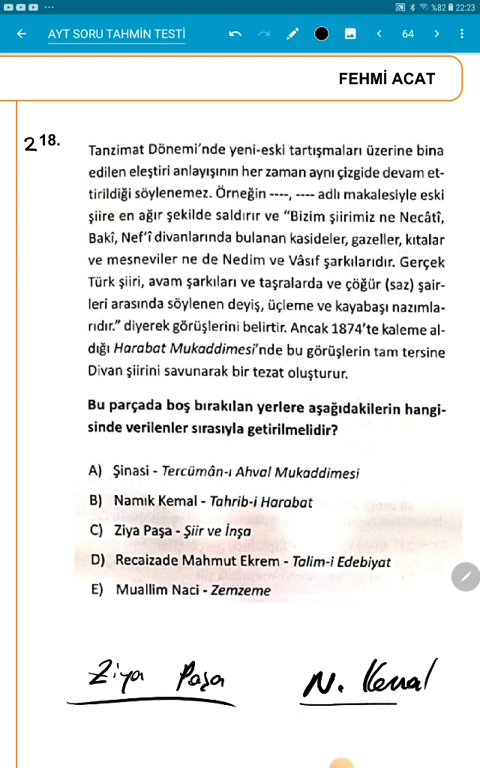 %82 22:23
AYT SORU TAHMİN TESTİ
64
FEHMİ ACAT
218.
Tanzimat Dönemi'nde yeni-eski tartışmaları üzerine bina
edilen eleştiri anlayışının her zaman aynı çizgide devam et-
tirildiği söylenemez. Örneğin ----, ---- adlı makalesiyle eski
şiire en ağır şekilde saldırır ve "Bizim şiirimiz ne Necâtî,
Bakî, Nef'î divanlarında bulanan kasideler, gazeller, kıtalar
ve mesneviler ne de Nedim ve Vâsıf şarkılarıdır. Gerçek
Türk şiiri, avam şarkıları ve taşralarda ve çöğür (saz) şair-
leri arasında söylenen deyiş, üçleme ve kayabaşı nazımla-
rıdır." diyerek görüşlerini belirtir. Ancak 1874'te kaleme al-
dığı Harabat Mukaddimesi'nde bu görüşlerin tam tersine
Divan şiirini savunarak bir tezat oluşturur.
Bu parçada boş bırakılan yerlere aşağıdakilerin hangi-
sinde verilenler sırasıyla getirilmelidir?
A) Şinasi - Tercümân-ı Ahval Mukaddimesi
B) Namık Kemal - Tahrib-i Harabat
C) Ziya Paşa - Şiir ve İnşa
D) Recaizade Mahmut Ekrem - Talim-i Edebiyat
E) Muallim Naci - Zemzeme
Ziya Paşa N. Kemal